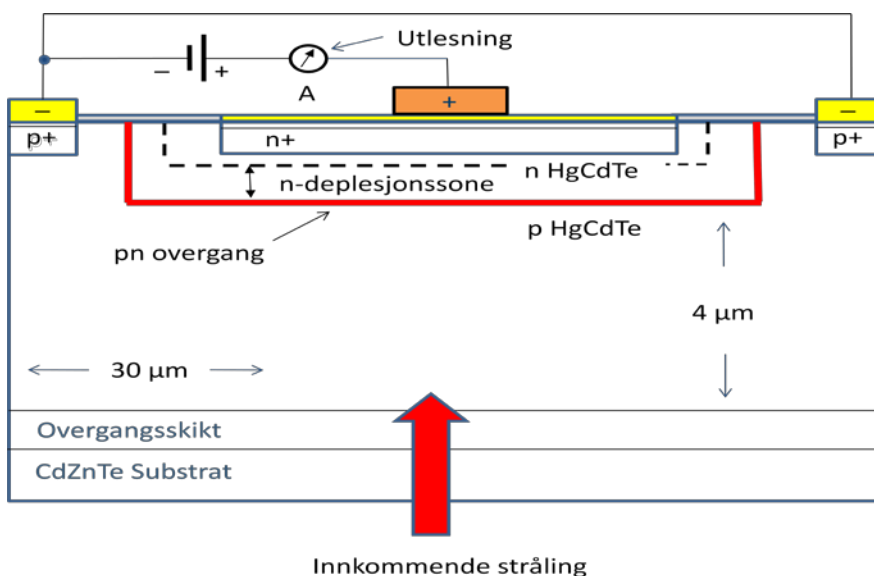 Utlesning
− +
A
− + −
p+ n+ p+
n HgCdTe
n-deplesjonssone
p HgCdTe
pn overgang
4 µm
30 µm
Overgangsskikt
CdZnTe Substrat
Innkommende stråling